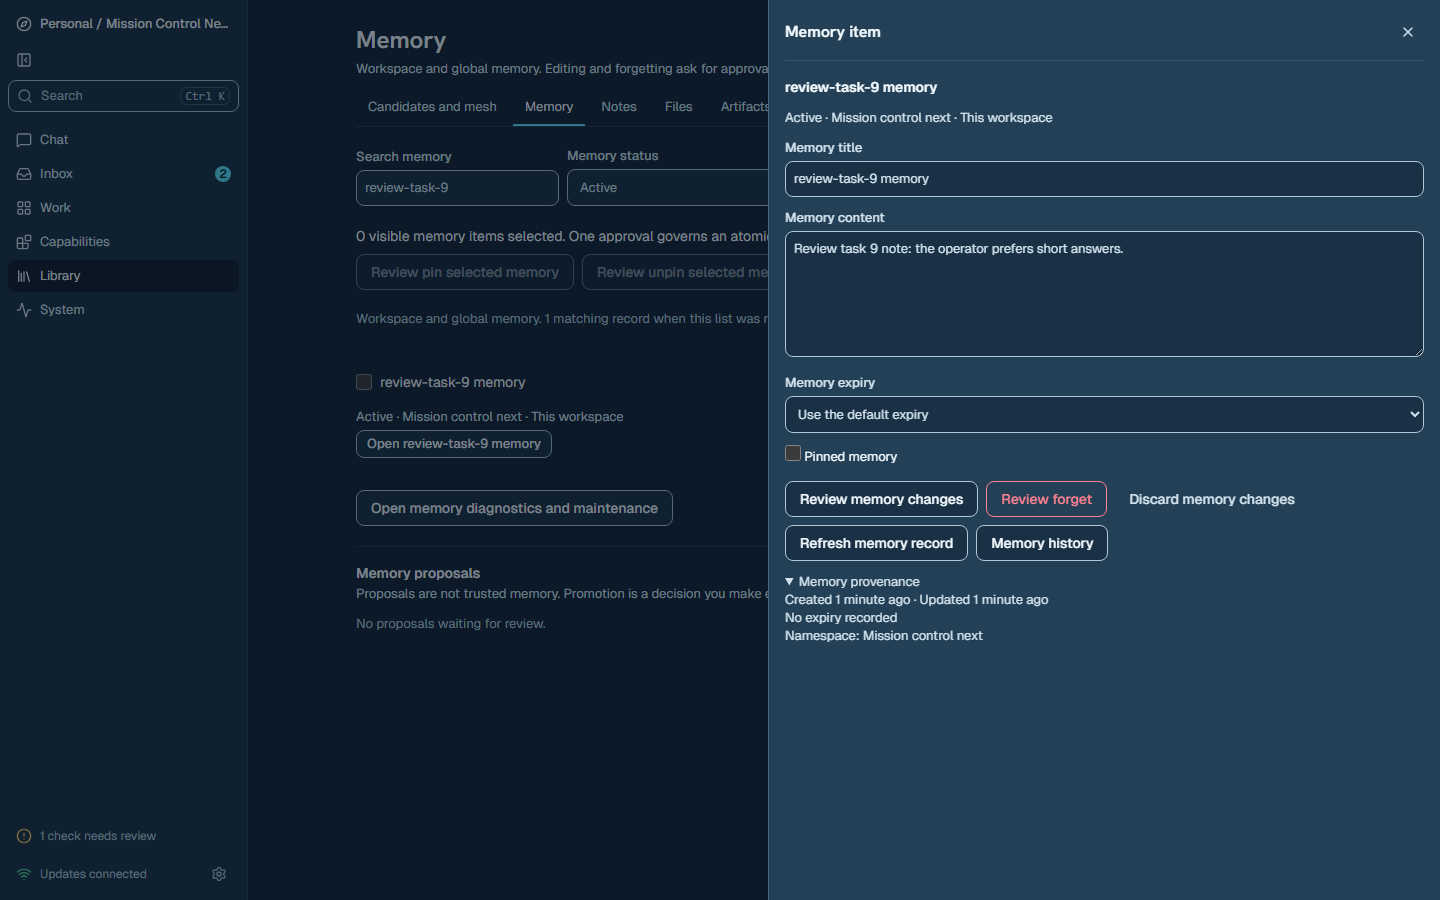 Personal / Mission Control Ne...
Search
Ctrl K
Chat
Inbox
2
Work
Capabilities
Library
System
1 check needs review
Updates connected
Memory
Workspace and global memory. Editing and forgetting ask for approva
Candidates and mesh
Memory
Notes
Files
Artifacts
Search memory
Memory status
review-task-9
Active
0 visible memory items selected. One approval governs an atomi
Review pin selected memory
Review unpin selected me
Workspace and global memory. 1 matching record when this list was r
review-task-9 memory
Active · Mission control next · This workspace
Open review-task-9 memory
Open memory diagnostics and maintenance
Memory proposals
Proposals are not trusted memory. Promotion is a decision you make e
No proposals waiting for review.
Memory item
review-task-9 memory
Active · Mission control next · This workspace
Memory title
review-task-9 memory
Memory content
Review task 9 note: the operator prefers short answers.
Memory expiry
Use the default expiry
Pinned memory
Review memory changes
Review forget
Discard memory changes
Refresh memory record
Memory history
Memory provenance
Created 1 minute ago · Updated 1 minute ago
No expiry recorded
Namespace: Mission control next